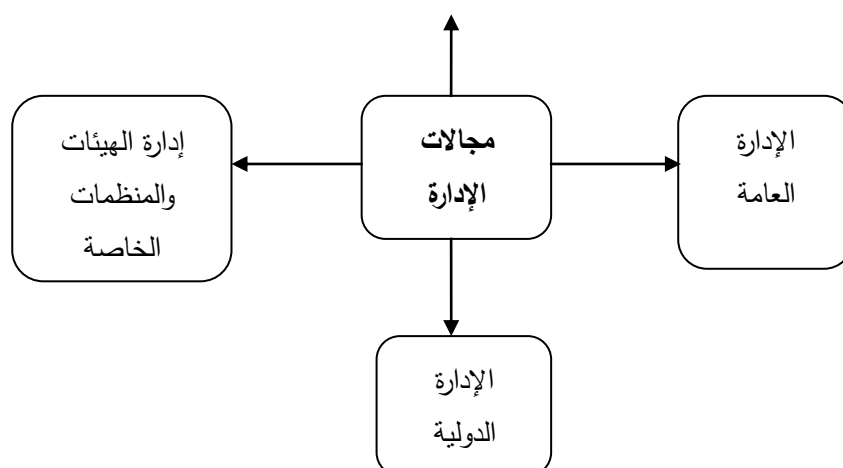 مجالات
الإدارة
الإدارة
العامة
إدارة الهيئات
والمنظمات
الخاصة
الإدارة
الدولية